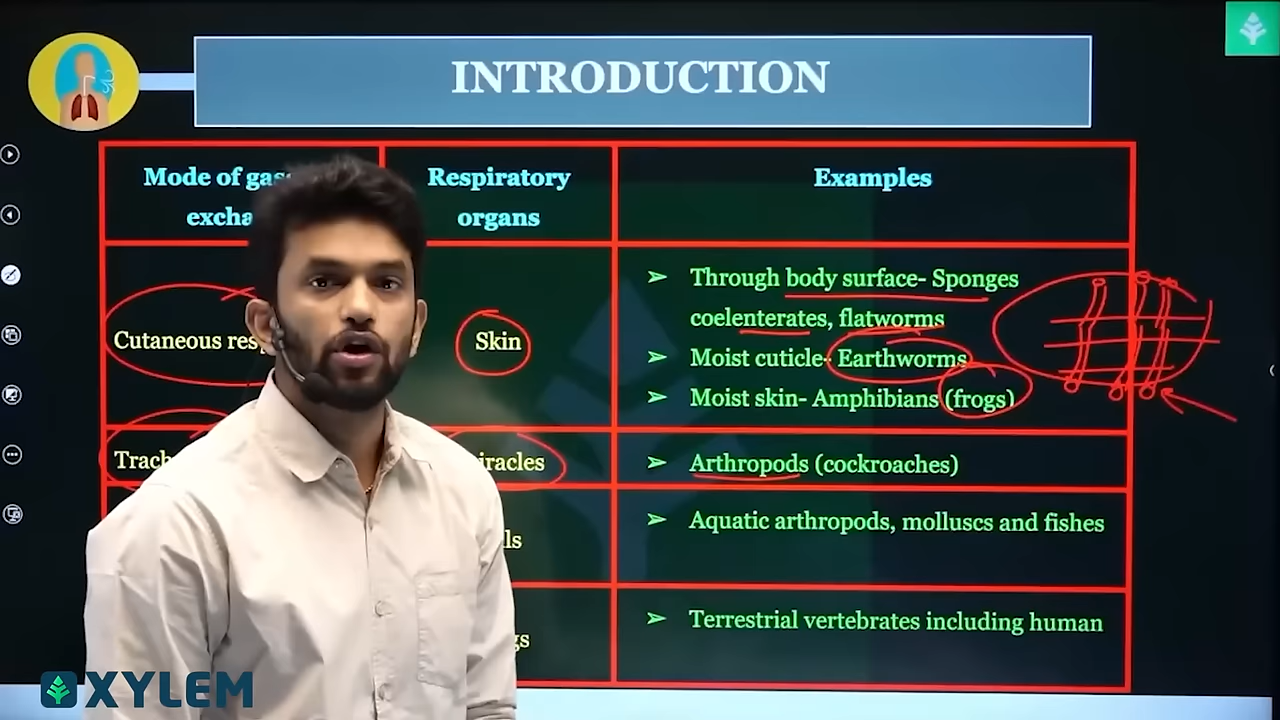 INTRODUCTION
Mode of gas
excha
Respiratory
organs
Examples
Cutaneous resp
Skin
➢ Through body surface- Sponges
coelenterates, flatworms
➢ Moist cuticle- Earthworms
➢ Moist skin- Amphibians (frogs)
Trach
iracles
➢ Arthropods (cockroaches)
ls
➢ Aquatic arthropods, molluscs and fishes
gs
➢ Terrestrial vertebrates including human
XYLEM